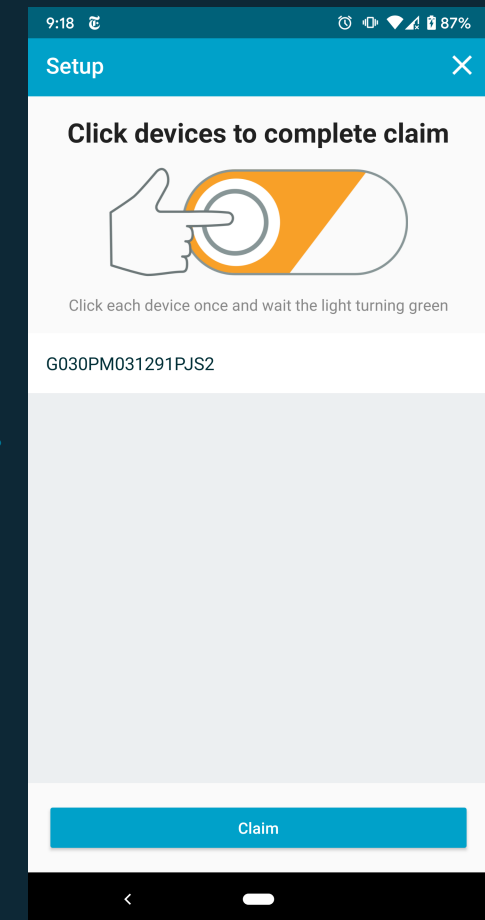 9:18 87%
Setup
Click devices to complete claim
Click each device once and wait the light turning green
G030PM031291PJS2
Claim